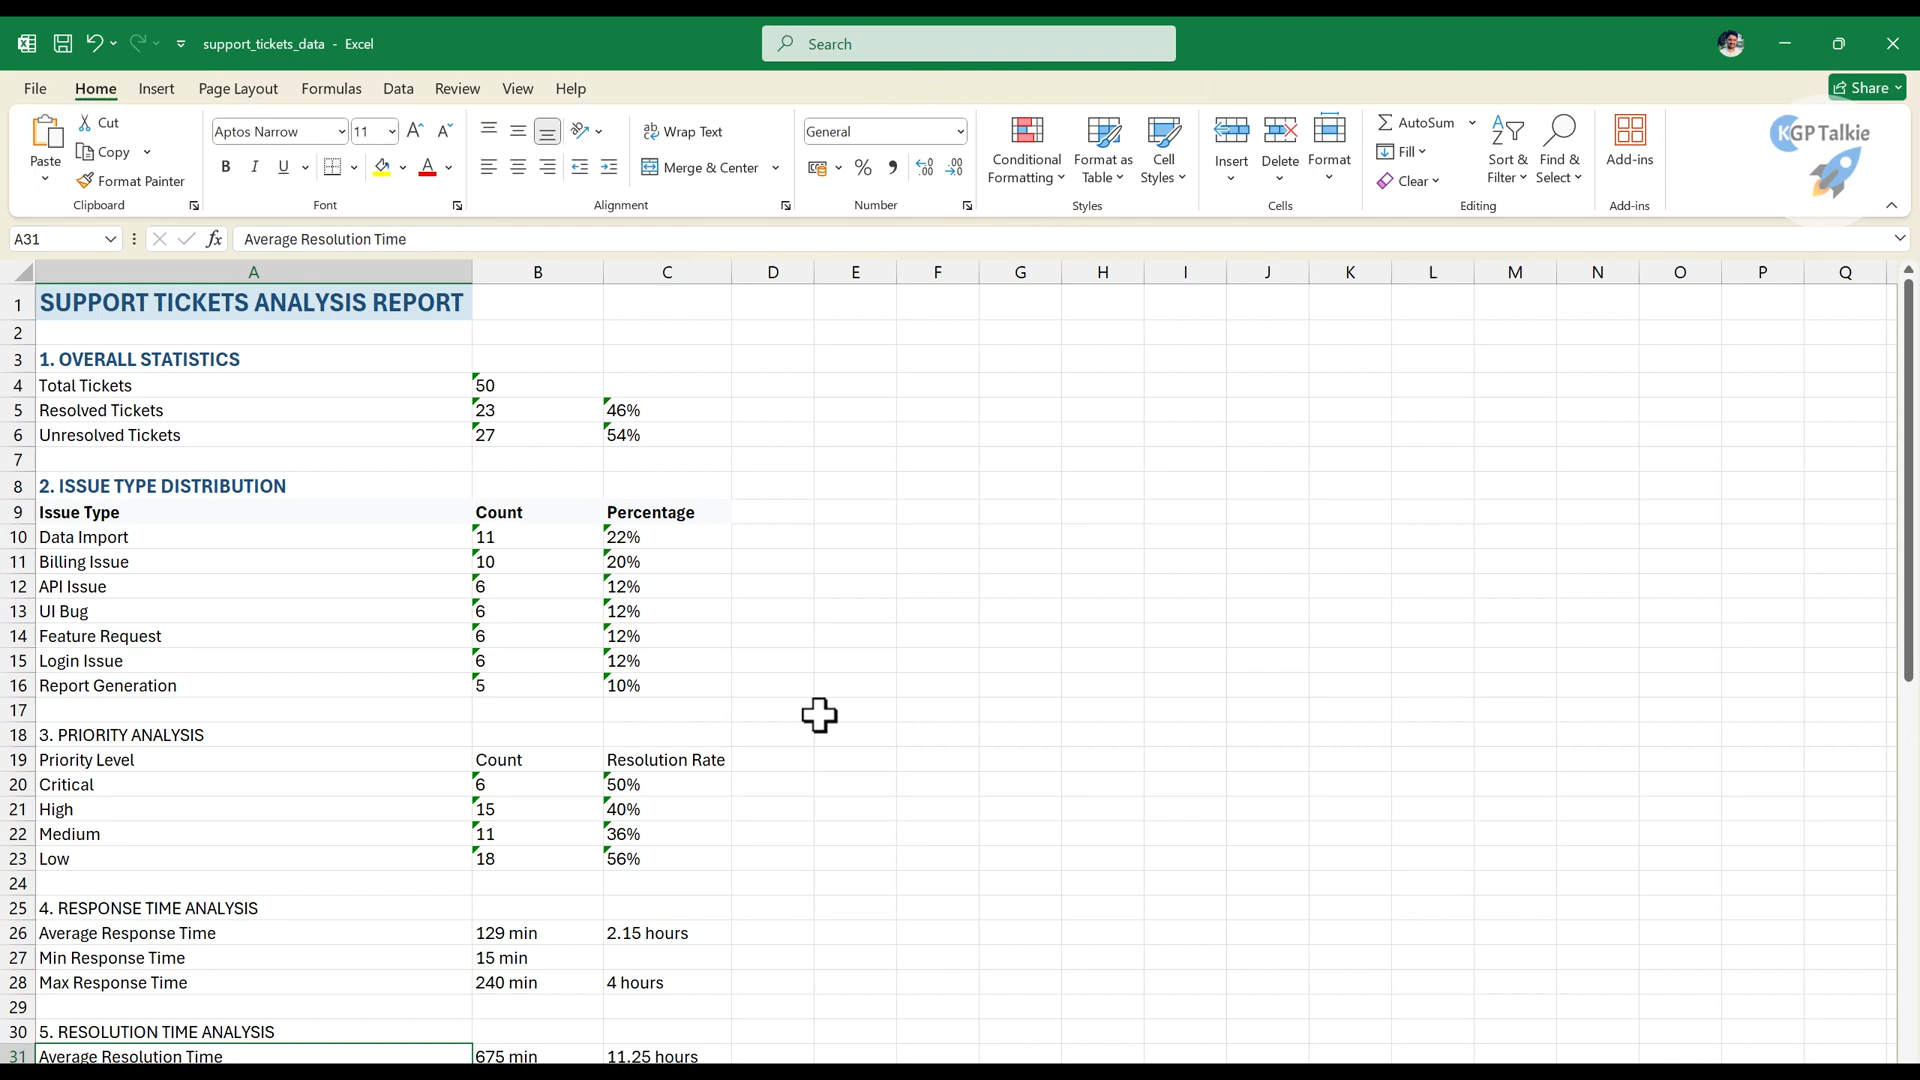 support_tickets_data - Excel
Search
File Home Insert Page Layout Formulas Data Review View Help
Share
Paste
Cut
Copy
Format Painter
Clipboard
Aptos Narrow 11
B I U
Font
Wrap Text
Merge & Center
Alignment
General
Number
Conditional Formatting
Format as Table
Cell Styles
Styles
Insert
Delete
Format
Cells
AutoSum
Fill
Clear
Sort & Filter
Find & Select
Editing
Add-ins
Add-ins
KGPTalkie
A31 fx Average Resolution Time
A B C D E F G H I J K L M N O P Q
1 SUPPORT TICKETS ANALYSIS REPORT
2
3 1. OVERALL STATISTICS
4 Total Tickets 50
5 Resolved Tickets 23 46%
6 Unresolved Tickets 27 54%
7
8 2. ISSUE TYPE DISTRIBUTION
9 Issue Type Count Percentage
10 Data Import 11 22%
11 Billing Issue 10 20%
12 API Issue 6 12%
13 UI Bug 6 12%
14 Feature Request 6 12%
15 Login Issue 6 12%
16 Report Generation 5 10%
17
18 3. PRIORITY ANALYSIS
19 Priority Level Count Resolution Rate
20 Critical 6 50%
21 High 15 40%
22 Medium 11 36%
23 Low 18 56%
24
25 4. RESPONSE TIME ANALYSIS
26 Average Response Time 129 min 2.15 hours
27 Min Response Time 15 min
28 Max Response Time 240 min 4 hours
29
30 5. RESOLUTION TIME ANALYSIS
31 Average Resolution Time 675 min 11.25 hours